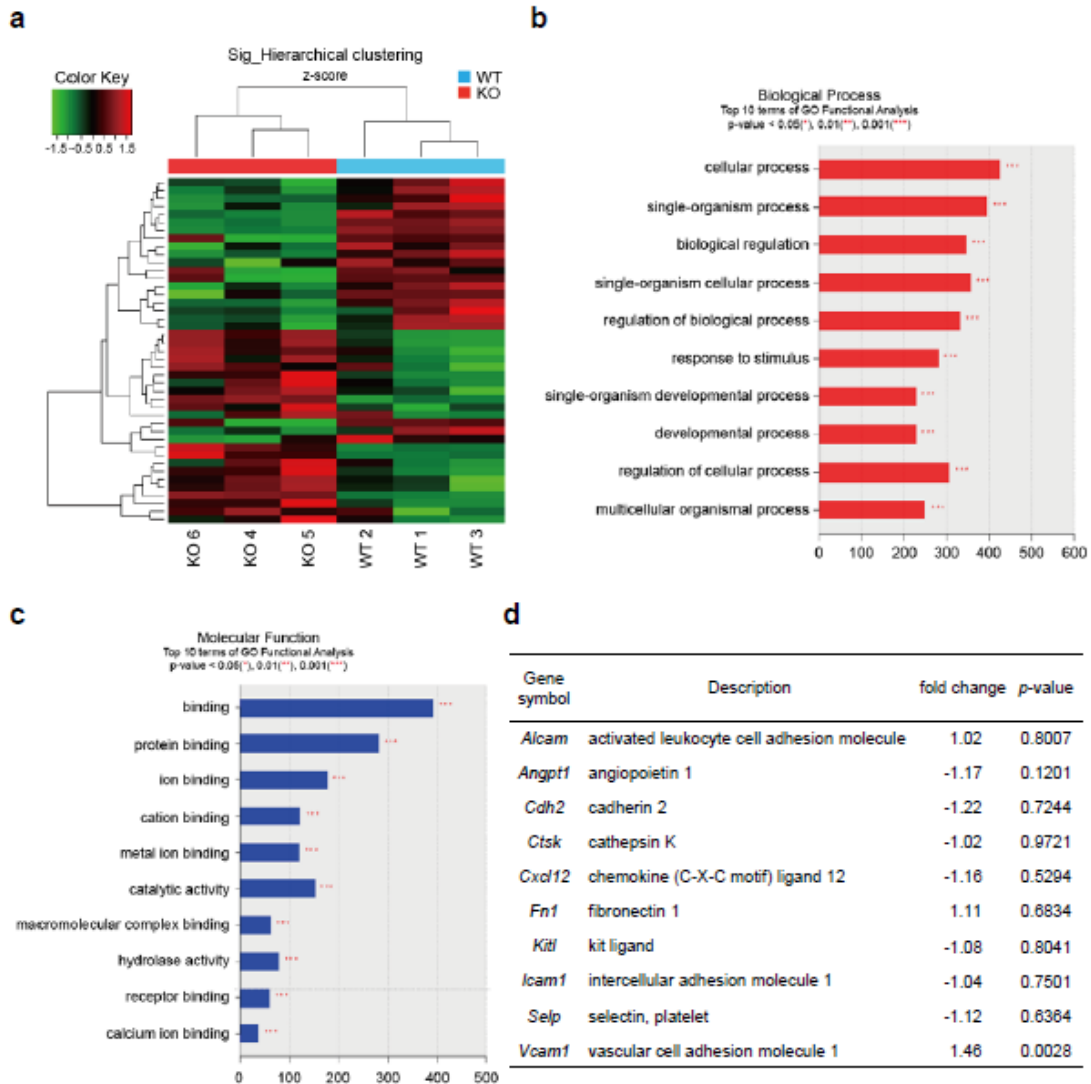 a
Sig_Hierarchical clustering
z-score
Color Key
-1.5 -0.5 0.5 1.5
WT
KO
KO 6
KO 4
KO 5
WT 2
WT 1
WT 3
b
Biological Process
Top 10 terms of GO Functional Analysis
p-value < 0.05(*), 0.01(**), 0.001(***)
cellular process ***
single-organism process ***
biological regulation ***
single-organism cellular process ***
regulation of biological process ***
response to stimulus ***
single-organism developmental process ***
developmental process ***
regulation of cellular process ***
multicellular organismal process ***
0 100 200 300 400 500 600
c
Molecular Function
Top 10 terms of GO Functional Analysis
p-value < 0.05(*), 0.01(**), 0.001(***)
binding ***
protein binding ***
ion binding ***
cation binding ***
metal ion binding ***
catalytic activity ***
macromolecular complex binding ***
hydrolase activity ***
receptor binding ***
calcium ion binding ***
0 100 200 300 400 500
d
Gene symbol Description fold change p-value
Alcam activated leukocyte cell adhesion molecule 1.02 0.8007
Angpt1 angiopoietin 1 -1.17 0.1201
Cdh2 cadherin 2 -1.22 0.7244
Ctsk cathepsin K -1.02 0.9721
Cxcl12 chemokine (C-X-C motif) ligand 12 -1.16 0.5294
Fn1 fibronectin 1 1.11 0.6834
Kitl kit ligand -1.08 0.8041
Icam1 intercellular adhesion molecule 1 -1.04 0.7501
Selp selectin, platelet -1.12 0.6364
Vcam1 vascular cell adhesion molecule 1 1.46 0.0028